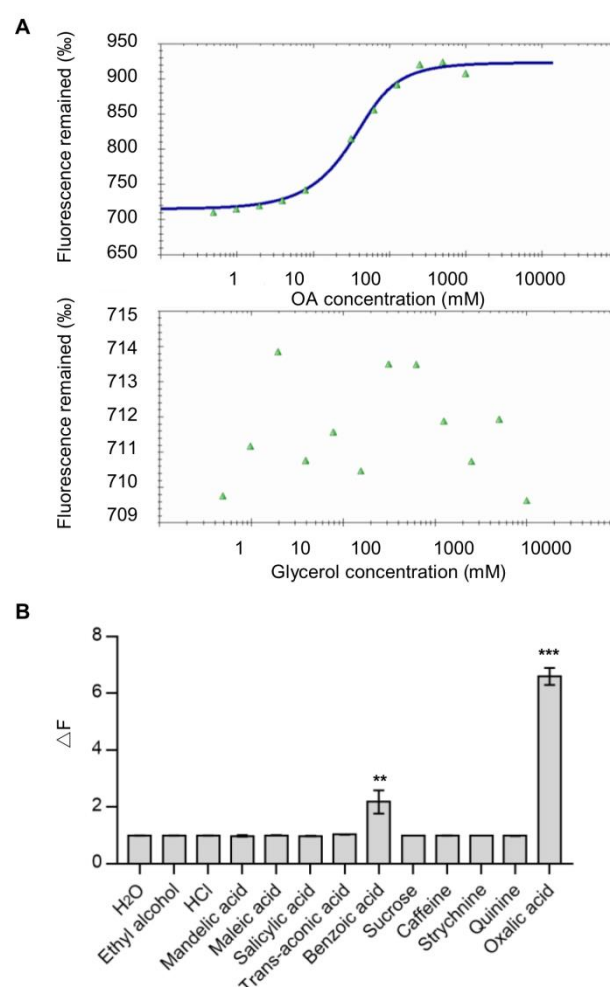 A
Fluorescence remained (‰)
950
900
850
800
750
700
650
1 10 100 1000 10000
OA concentration (mM)
Fluorescence remained (‰)
715
714
713
712
711
710
709
1 10 100 1000 10000
Glycerol concentration (mM)
B
△F
8
6
4
2
0
**
***
H2O
Ethyl alcohol
HCl
Mandelic acid
Maleic acid
Salicylic acid
Trans-aconic acid
Benzoic acid
Sucrose
Caffeine
Strychnine
Quinine
Oxalic acid